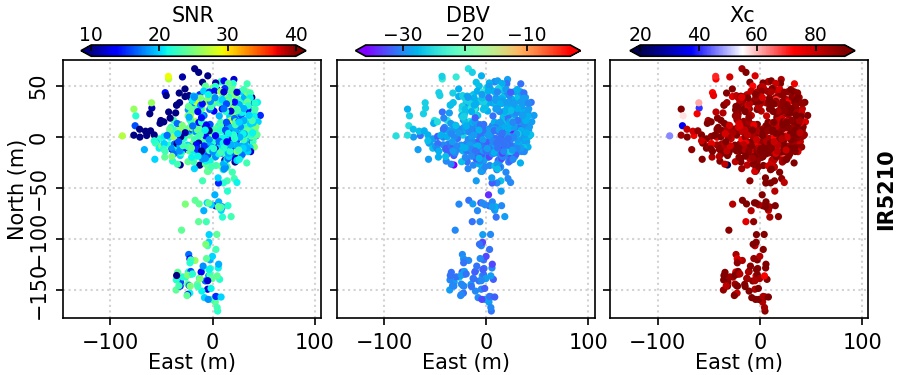 SNR DBV Xc
10 20 30 40 −30 −20 −10 20 40 60 80
50
0
−50
−100
−150
North (m)
IR5210
−100 0 100 −100 0 100 −100 0 100
East (m) East (m) East (m)